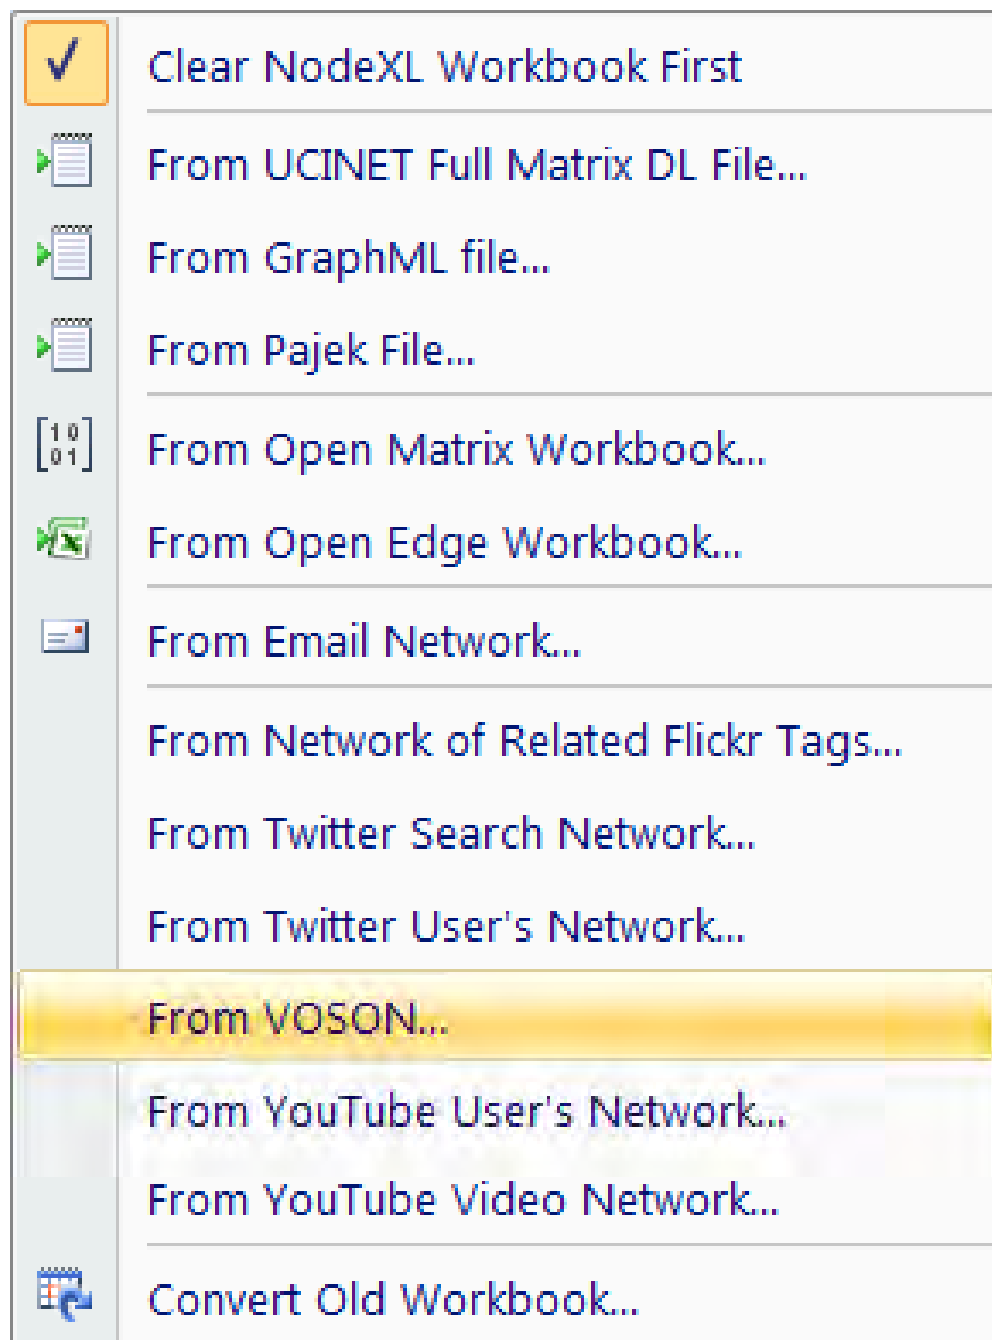 Clear NodeXL Workbook First
From UCINET Full Matrix DL File...
From GraphML file...
From Pajek File...
10
01
From Open Matrix Workbook...
From Open Edge Workbook...
From Email Network...
From Network of Related Flickr Tags...
From Twitter Search Network...
From Twitter User's Network...
From VOSON...
From YouTube User's Network...
From YouTube Video Network...
Convert Old Workbook...